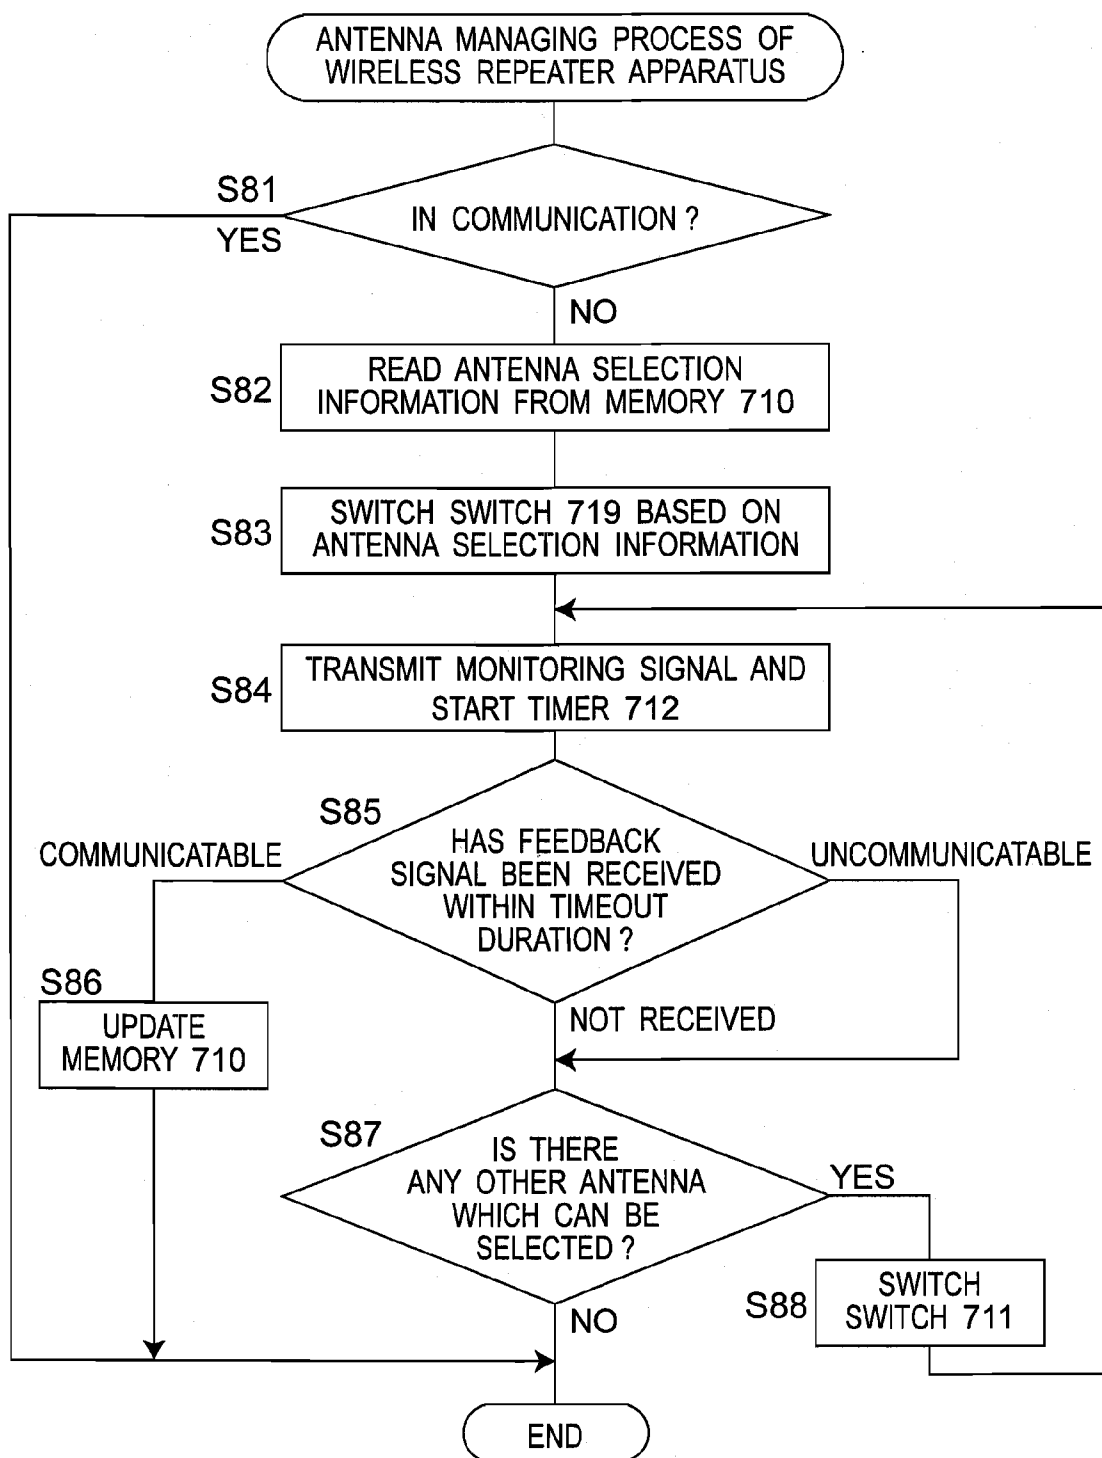 ANTENNA MANAGING PROCESS OF
WIRELESS REPEATER APPARATUS
S81
YES
IN COMMUNICATION ?
NO
S82
READ ANTENNA SELECTION
INFORMATION FROM MEMORY 710
S83
SWITCH SWITCH 719 BASED ON
ANTENNA SELECTION INFORMATION
S84
TRANSMIT MONITORING SIGNAL AND
START TIMER 712
S85
COMMUNICATABLE
HAS FEEDBACK
SIGNAL BEEN RECEIVED
WITHIN TIMEOUT
DURATION ?
UNCOMMUNICATABLE
S86
UPDATE
MEMORY 710
NOT RECEIVED
S87
IS THERE
ANY OTHER ANTENNA
WHICH CAN BE
SELECTED ?
YES
S88
SWITCH
SWITCH 711
NO
END